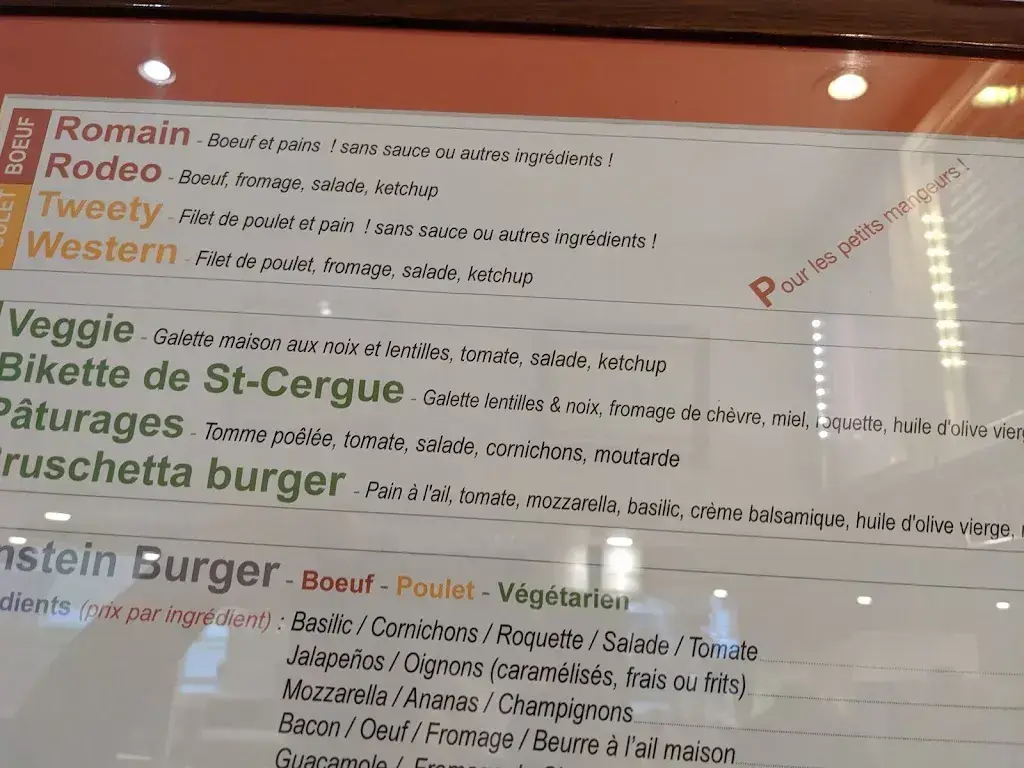 BOEUF
Romain - Boeuf et pains ! sans sauce ou autres ingrédients !
Rodeo - Boeuf, fromage, salade, ketchup
Tweety - Filet de poulet et pain ! sans sauce ou autres ingrédients !
Western - Filet de poulet, fromage, salade, ketchup
Pour les petits mangeurs !
Veggie - Galette maison aux noix et lentilles, tomate, salade, ketchup
Bikette de St-Cergue - Galette lentilles & noix, fromage de chèvre, miel, roquette, huile d'olive vier
Pâturages - Tomme poêlée, tomate, salade, cornichons, moutarde
ruschetta burger - Pain à l'ail, tomate, mozzarella, basilic, crème balsamique, huile d'olive vierge,
nstein Burger - Boeuf - Poulet - Végétarien
dients (prix par ingrédient) : Basilic / Cornichons / Roquette / Salade / Tomate
Jalapeños / Oignons (caramélisés, frais ou frits)
Mozzarella / Ananas / Champignons
Bacon / Oeuf / Fromage / Beurre à l'ail maison
Guacamole /